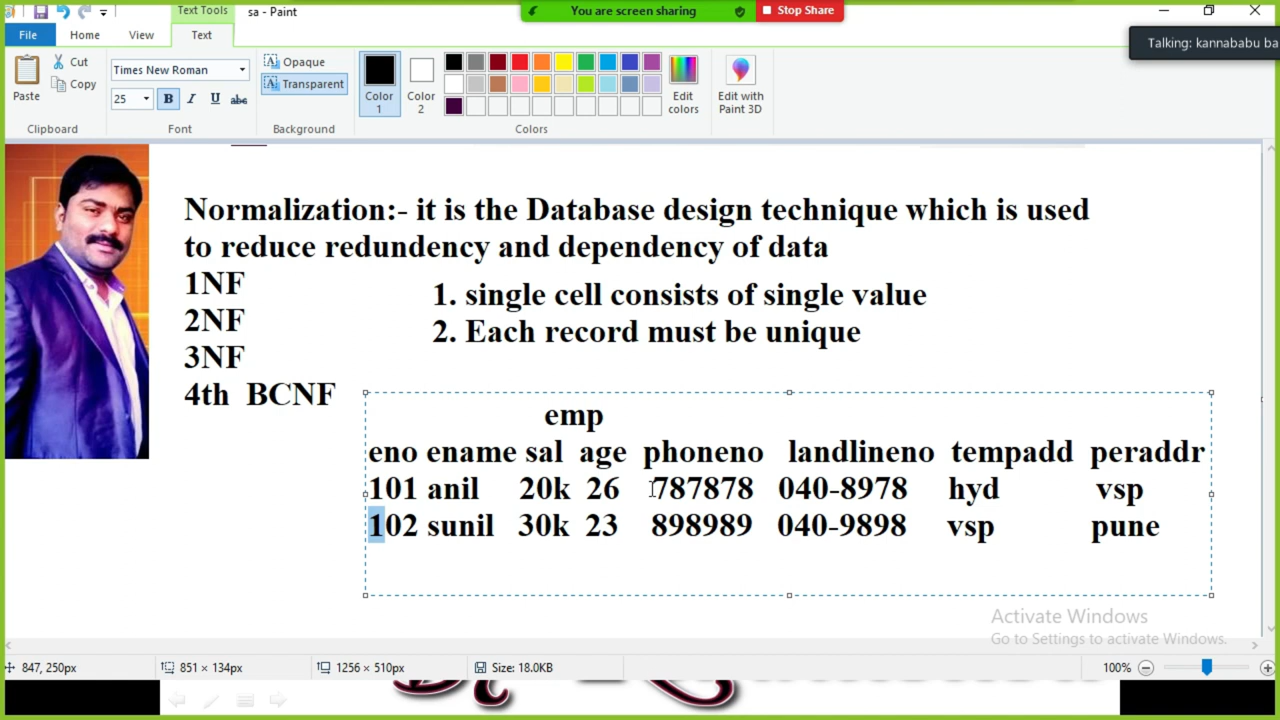 Text Tools
sa - Paint
You are screen sharing
Stop Share
File
Home
View
Text
Talking: kannababu ba
Paste
Cut
Copy
Times New Roman
25
B I U abc
Opaque
Transparent
Color 1
Color 2
Edit colors
Edit with Paint 3D
Clipboard
Font
Background
Colors
Normalization:- it is the Database design technique which is used
to reduce redundency and dependency of data
1NF
1. single cell consists of single value
2NF
2. Each record must be unique
3NF
4th BCNF
emp
eno ename sal age phoneno landlineno tempadd peraddr
101 anil 20k 26 787878 040-8978 hyd vsp
102 sunil 30k 23 898989 040-9898 vsp pune
Activate Windows
Go to Settings to activate Windows.
847, 250px
851 × 134px
1256 × 510px
Size: 18.0KB
100%